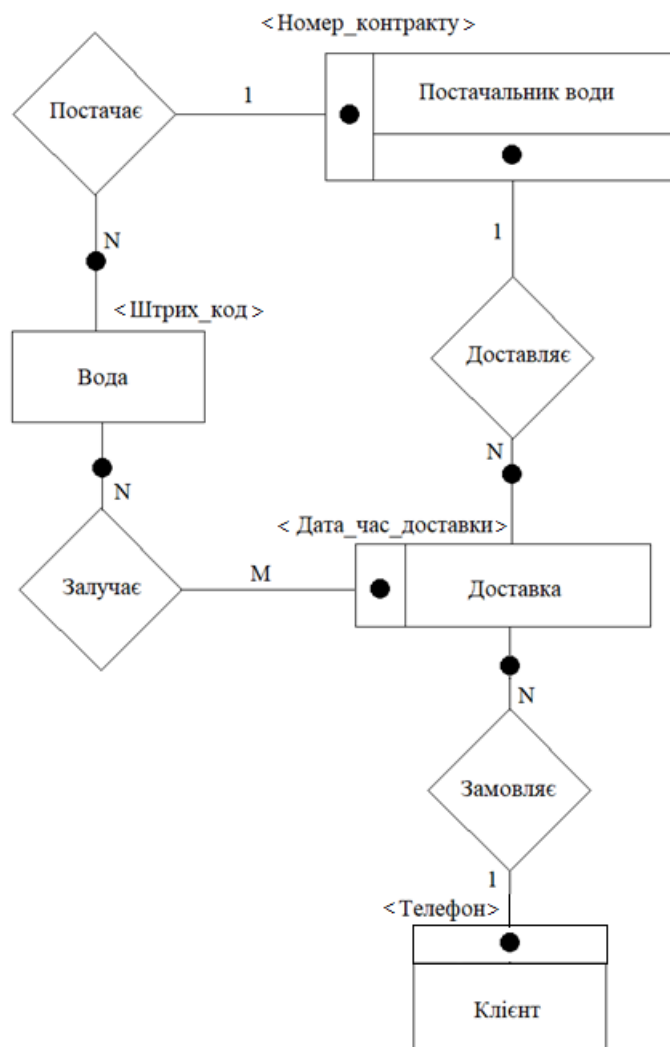 <Номер_контракту>
Постачає
1
Постачальник води
N
1
<Штрих_код>
Вода
Доставляє
N
N
<Дата_час_доставки>
Залучає
M
Доставка
N
Замовляє
1
<Телефон>
Клієнт